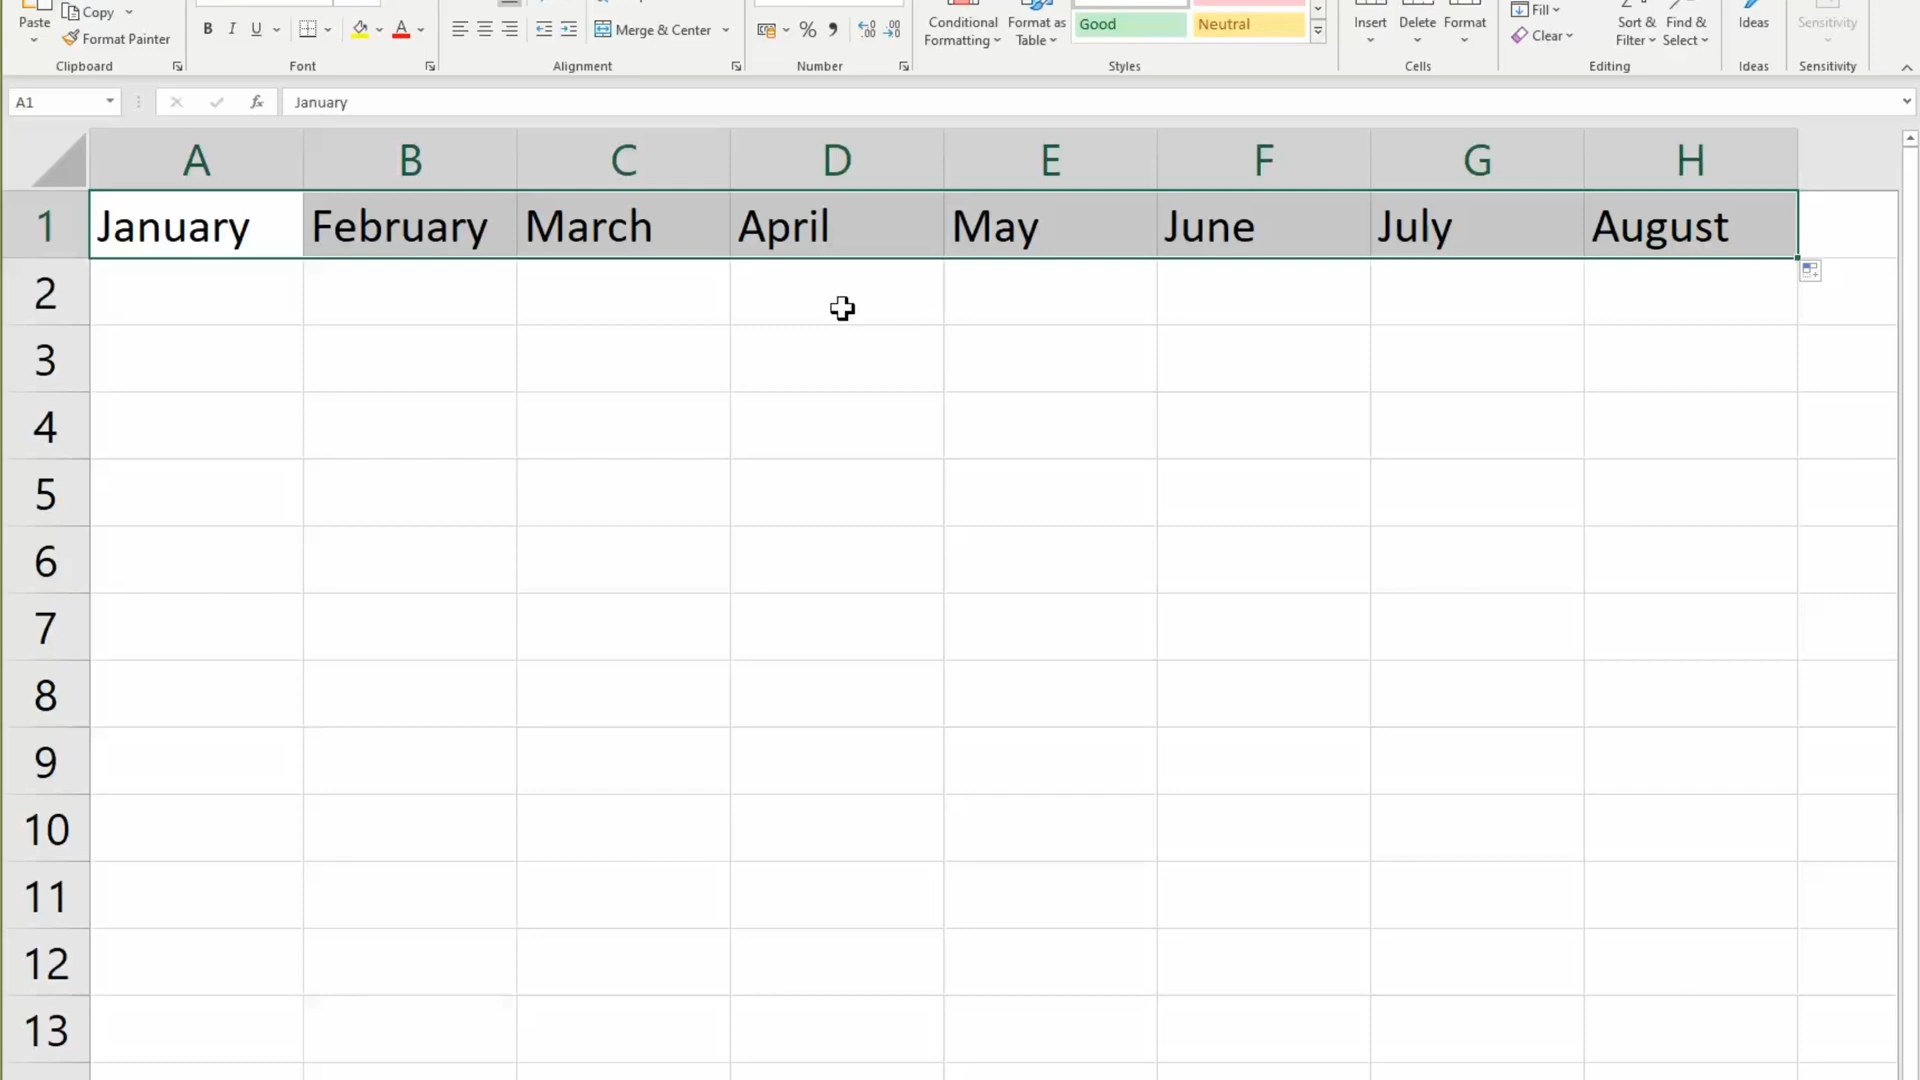 Paste
Copy
Format Painter
Clipboard
B I U
A
Font
Merge & Center
Alignment
% ,
Number
Conditional Formatting
Format as Table
Good
Neutral
Styles
Insert
Delete
Format
Cells
Fill
Clear
Sort & Filter
Find & Select
Editing
Ideas
Ideas
Sensitivity
Sensitivity
A1
fx
January
A B C D E F G H
1 January February March April May June July August
2
3
4
5
6
7
8
9
10
11
12
13